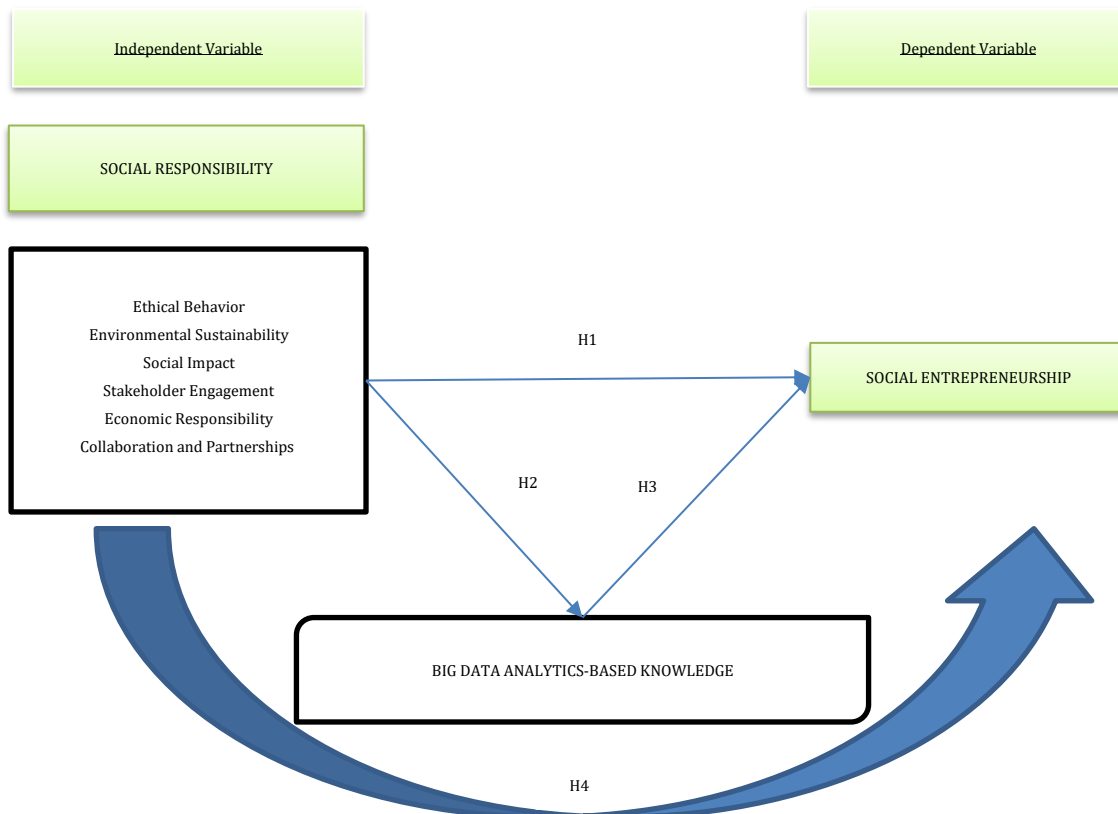 Independent Variable
Dependent Variable
SOCIAL RESPONSIBILITY
Ethical Behavior
Environmental Sustainability
Social Impact
Stakeholder Engagement
Economic Responsibility
Collaboration and Partnerships
H1
SOCIAL ENTREPRENEURSHIP
H2
H3
BIG DATA ANALYTICS-BASED KNOWLEDGE
H4